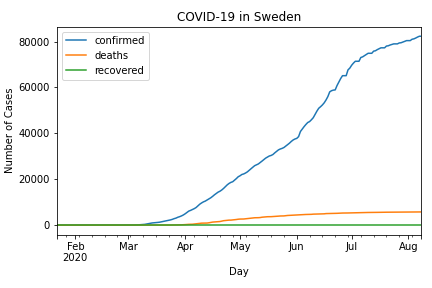 COVID-19 in Sweden
confirmed
deaths
recovered
80000
60000
40000
20000
0
Number of Cases
Feb Mar Apr May Jun Jul Aug
2020
Day